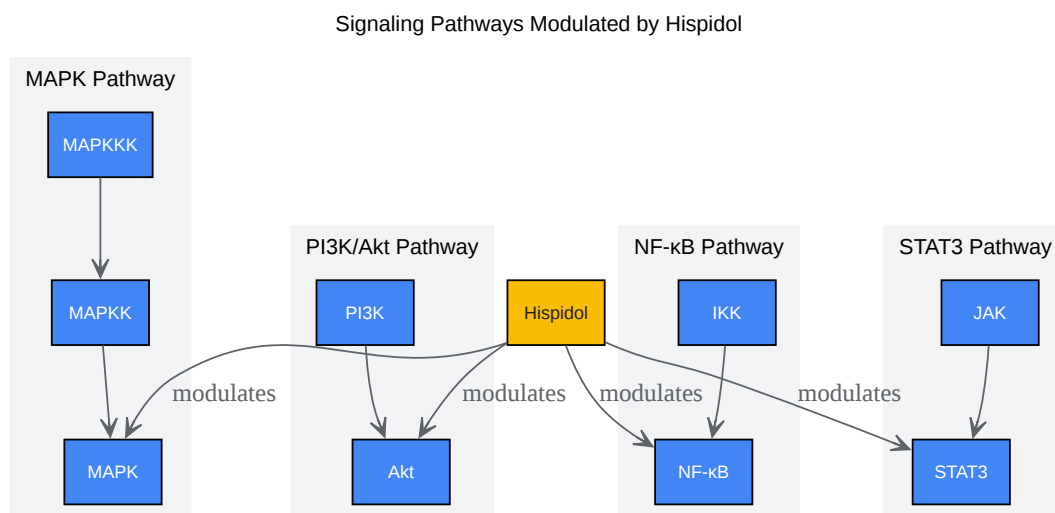 Signaling Pathways Modulated by Hispidol
MAPK Pathway
MAPKKK
PI3K/Akt Pathway
NF-κB Pathway
STAT3 Pathway
MAPKK
PI3K
Hispidol
IKK
JAK
modulates
modulates
modulates
modulates
MAPK
Akt
NF-κB
STAT3